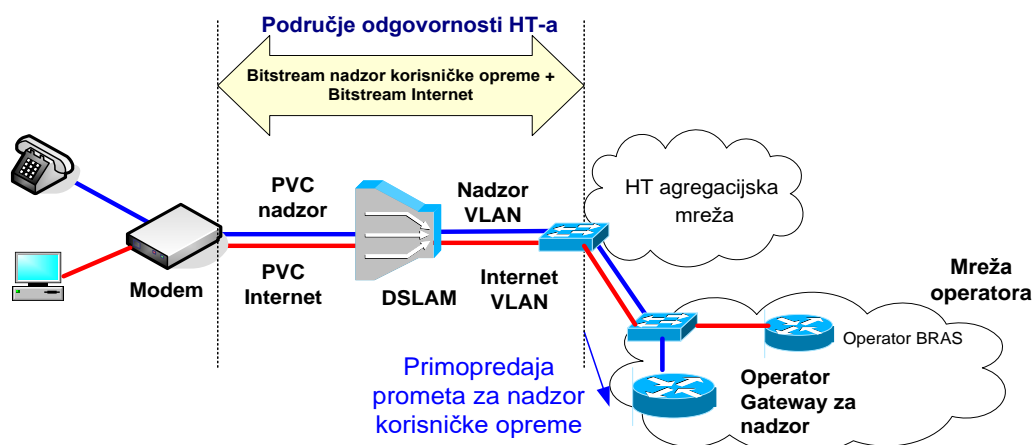 Područje odgovornosti HT-a
Bitstream nadzor korisničke opreme +
Bitstream Internet
PVC
nadzor
Nadzor
VLAN
HT agregacijska
mreža
Modem
PVC
Internet
DSLAM
Internet
VLAN
Mreža
operatora
Operator BRAS
Primopredaja
prometa za nadzor
korisničke opreme
Operator
Gateway za
nadzor